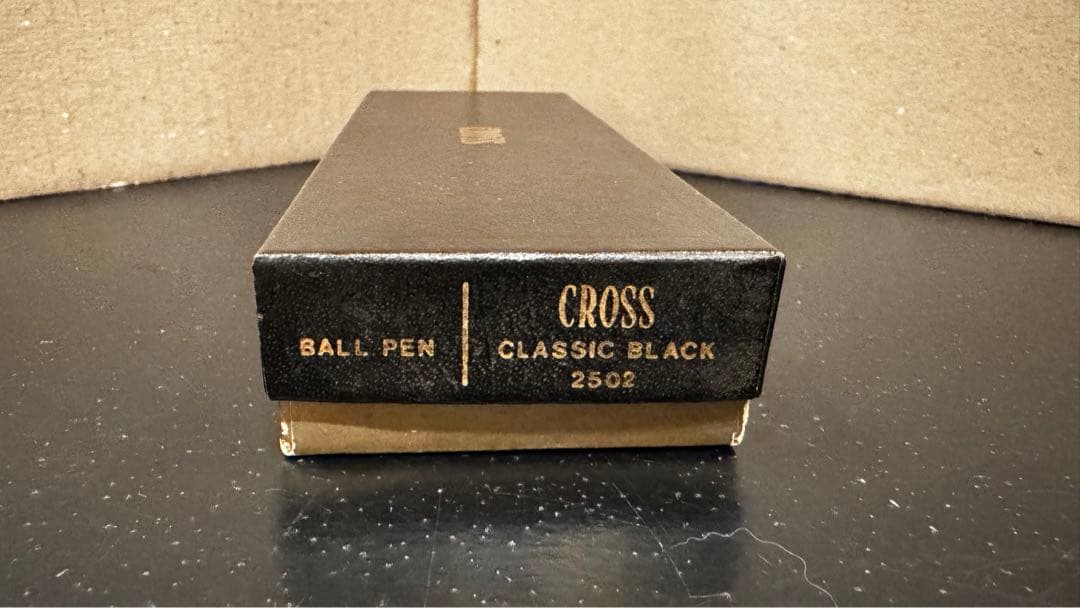 BALL PEN
CROSS
CLASSIC BLACK
2502